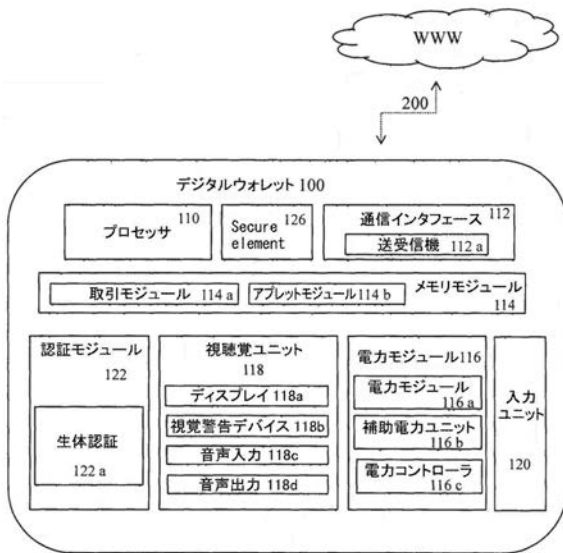 WWW
200
デジタルウォレット100
プロセッサ 110
Secure element 126
通信インタフェース 112
送受信機 112 a
取引モジュール 114 a
アプレットモジュール 114 b
メモリモジュール 114
認証モジュール 122
生体認証 122 a
視聴覚ユニット 118
ディスプレイ 118a
視覚警告デバイス 118b
音声入力 118c
音声出力 118d
電力モジュール116
電力モジュール 116 a
補助電力ユニット 116 b
電力コントローラ 116 c
入力ユニット 120